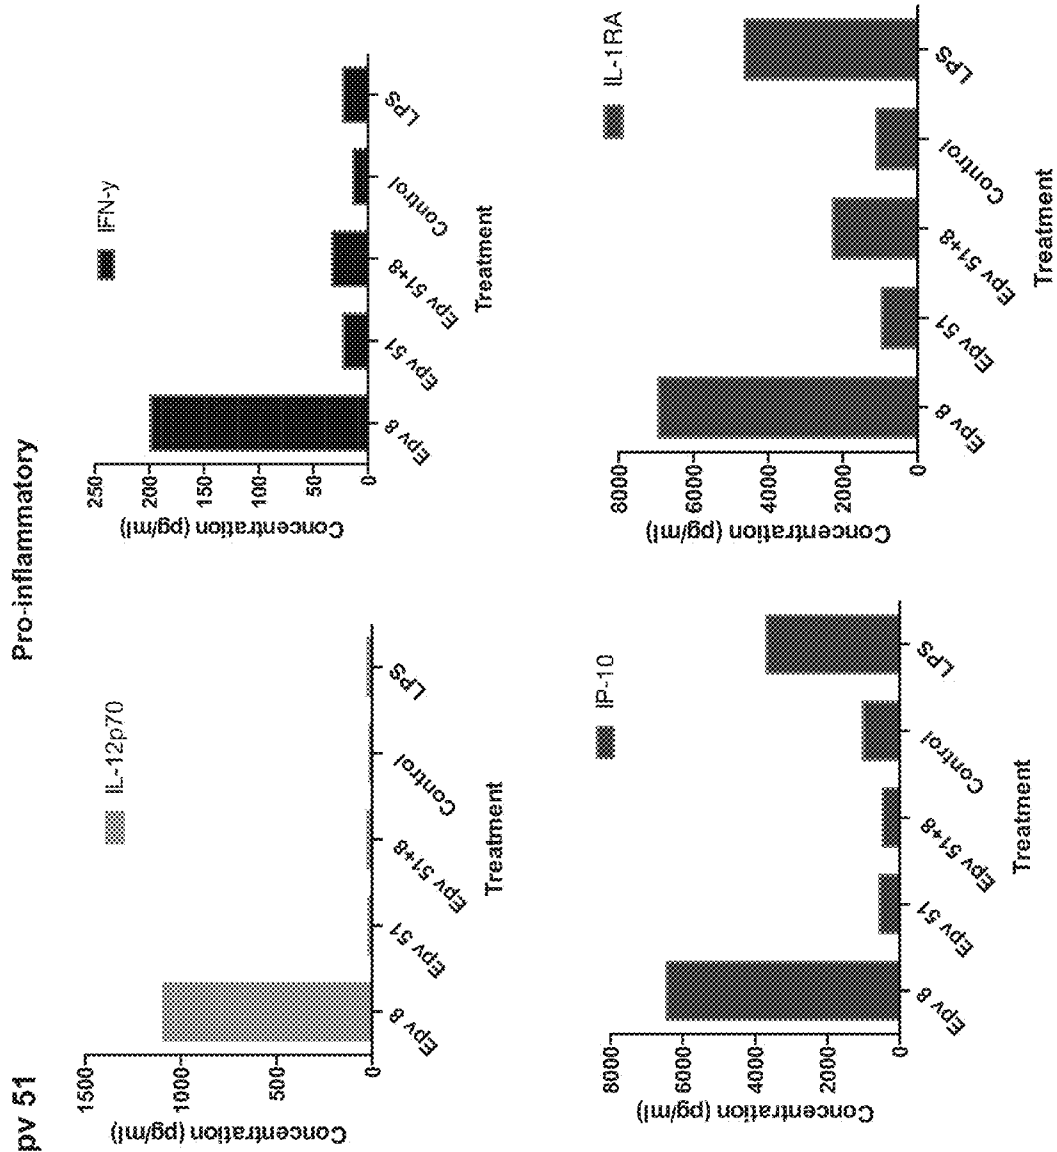 pv 51
Pro-inflammatory
IL-12p70
Concentration (pg/ml)
1500
1000
500
0
Epv 8
Epv 51
Epv 51+8
Control
LPS
Treatment
IFN-y
Concentration (pg/ml)
250
200
150
100
50
0
Epv 8
Epv 51
Epv 51+8
Control
LPS
Treatment
IP-10
Concentration (pg/ml)
8000
6000
4000
2000
0
Epv 8
Epv 51
Epv 51+8
Control
LPS
Treatment
IL-1RA
Concentration (pg/ml)
8000
6000
4000
2000
0
Epv 8
Epv 51
Epv 51+8
Control
LPS
Treatment